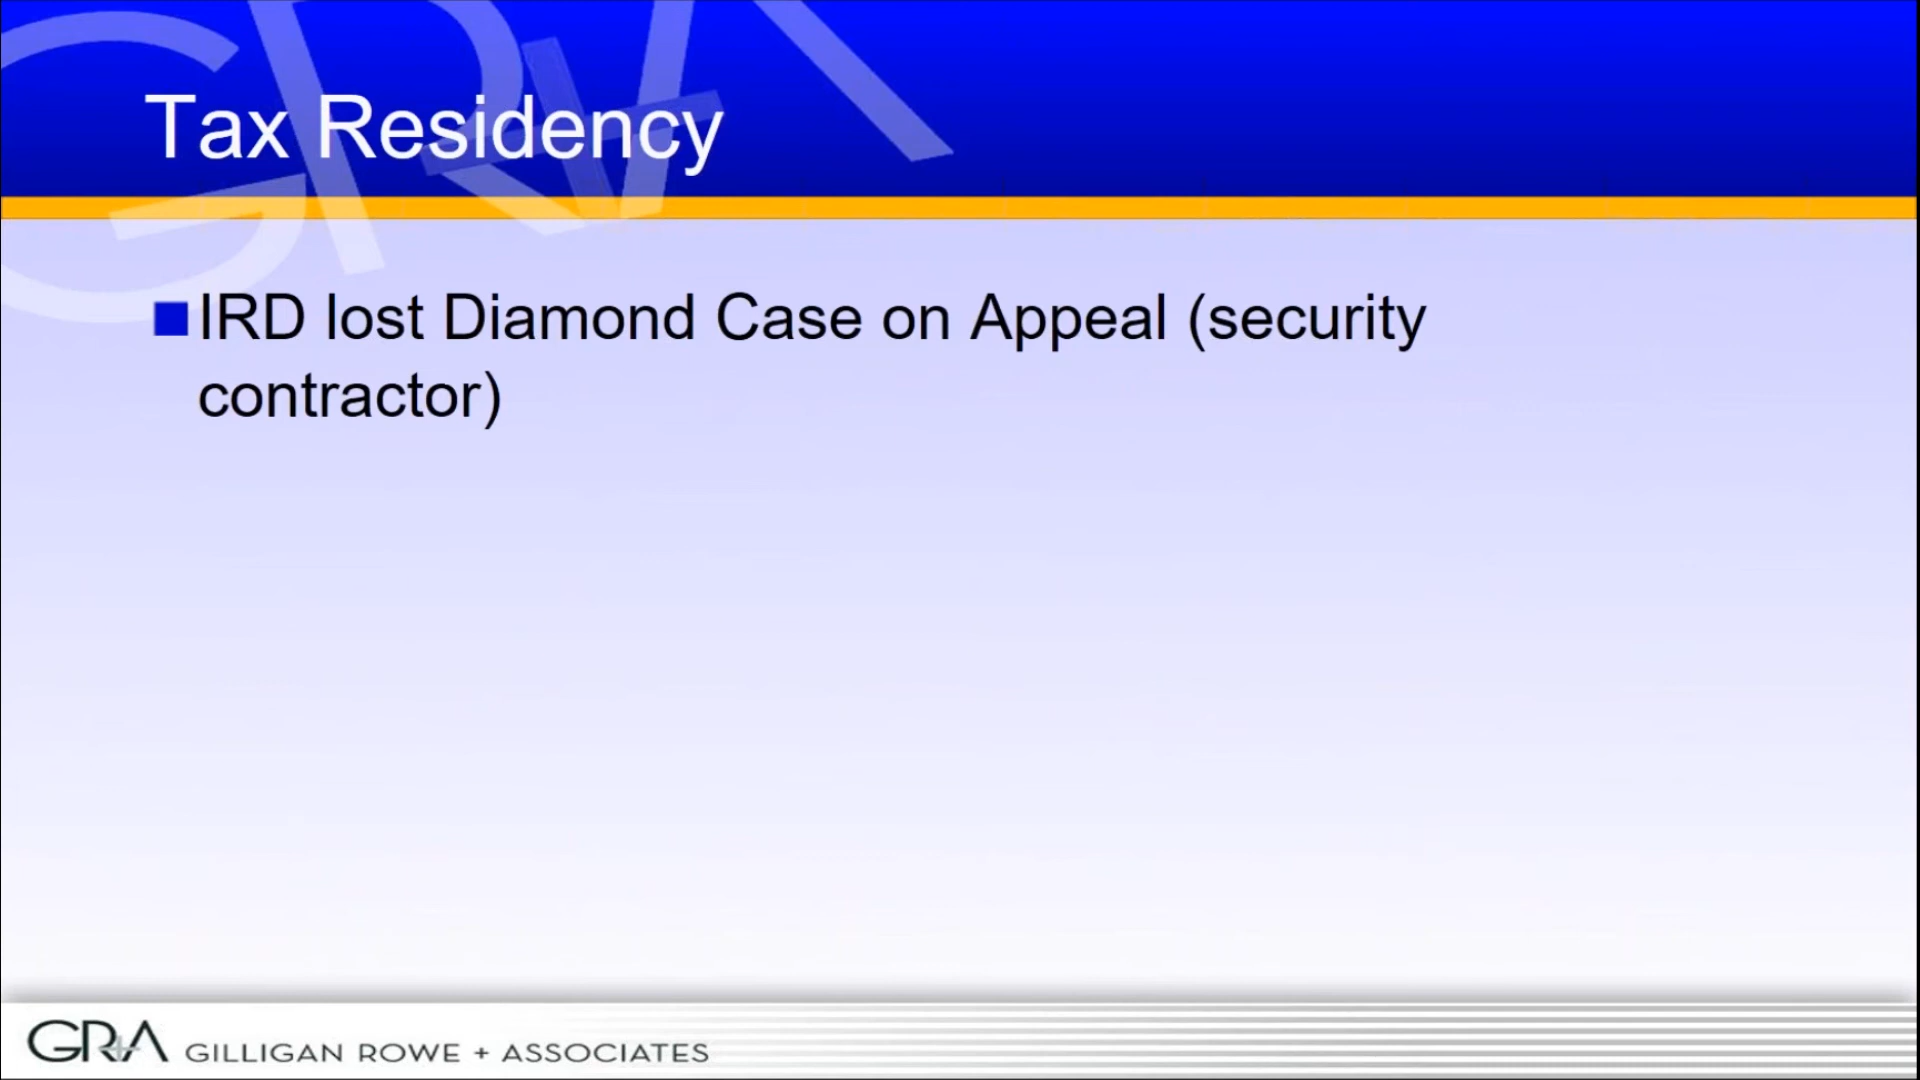 Tax Residency
IRD lost Diamond Case on Appeal (security
contractor)
GRA GILLIGAN ROWE + ASSOCIATES